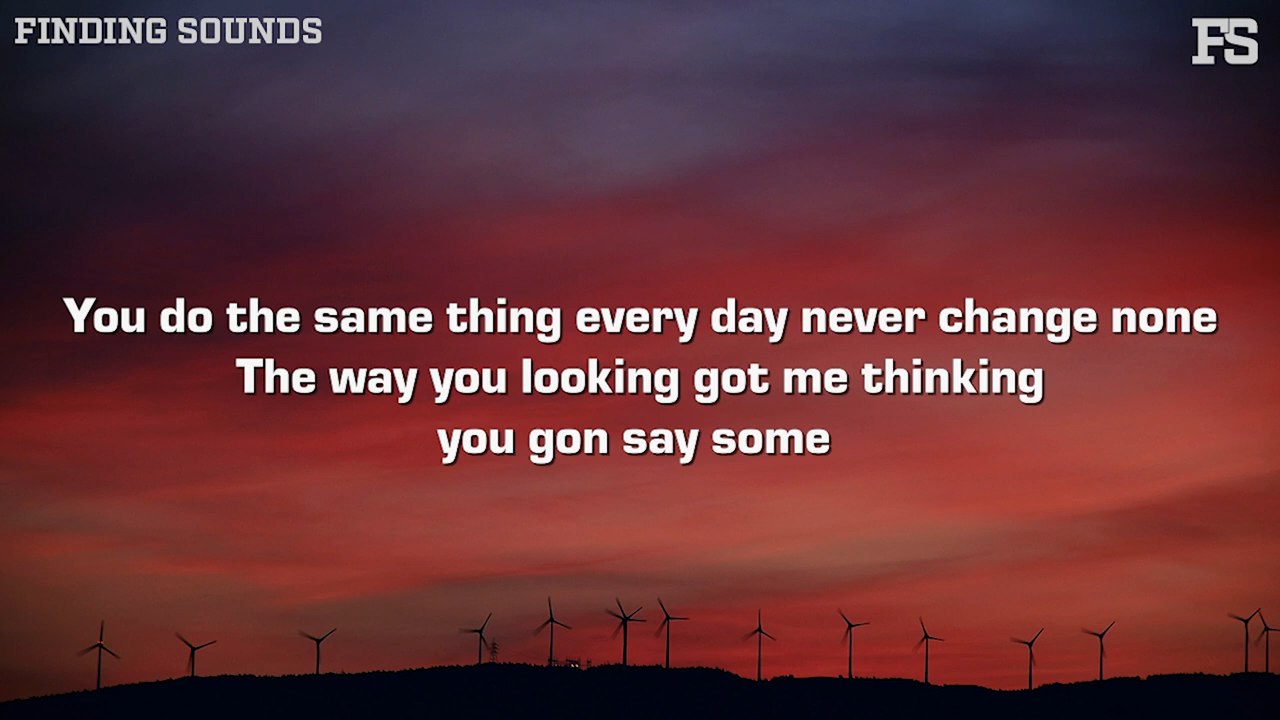 FINDING SOUNDS
FS
You do the same thing every day never change none
The way you looking got me thinking
you gon say some